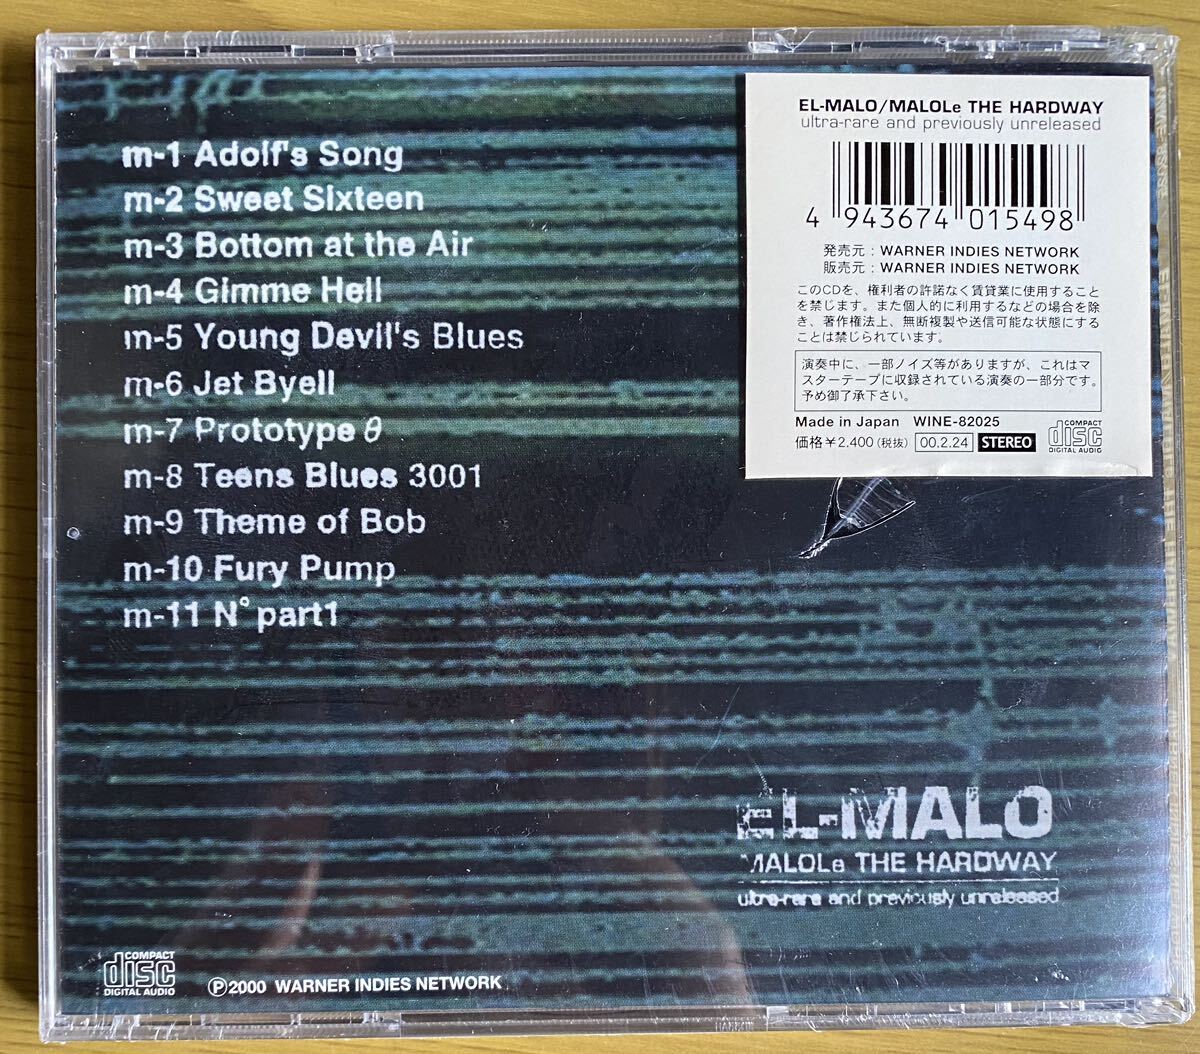 m-1 Adolf's Song
m-2 Sweet Sixteen
m-3 Bottom at the Air
m-4 Gimme Hell
m-5 Young Devil's Blues
m-6 Jet Byell
m-7 Prototype θ
m-8 Teens Blues 3001
m-9 Theme of Bob
m-10 Fury Pump
m-11 N° part1
EL-MALO/MALOLe THE HARDWAY
ultra-rare and previously unreleased
4 943674 015498
発売元：WARNER INDIES NETWORK
販売元：WARNER INDIES NETWORK
このCDを、権利者の許諾なく賃貸業に使用すること
を禁じます。また個人的に利用するなどの場合を除
き、著作権法上、無断複製や送信可能な状態にする
ことは禁じられています。
演奏中に、一部ノイズ等がありますが、これはマ
スターテープに収録されている演奏の一部分です。
予め御了承下さい。
Made in Japan WINE-82025
価格￥2,400(税抜) 00.2.24 STEREO
COMPACT
disc
DIGITAL AUDIO
EL-MALO
MALOLe THE HARDWAY
ultra-rare and previously unreleased
COMPACT
disc
DIGITAL AUDIO
℗2000 WARNER INDIES NETWORK